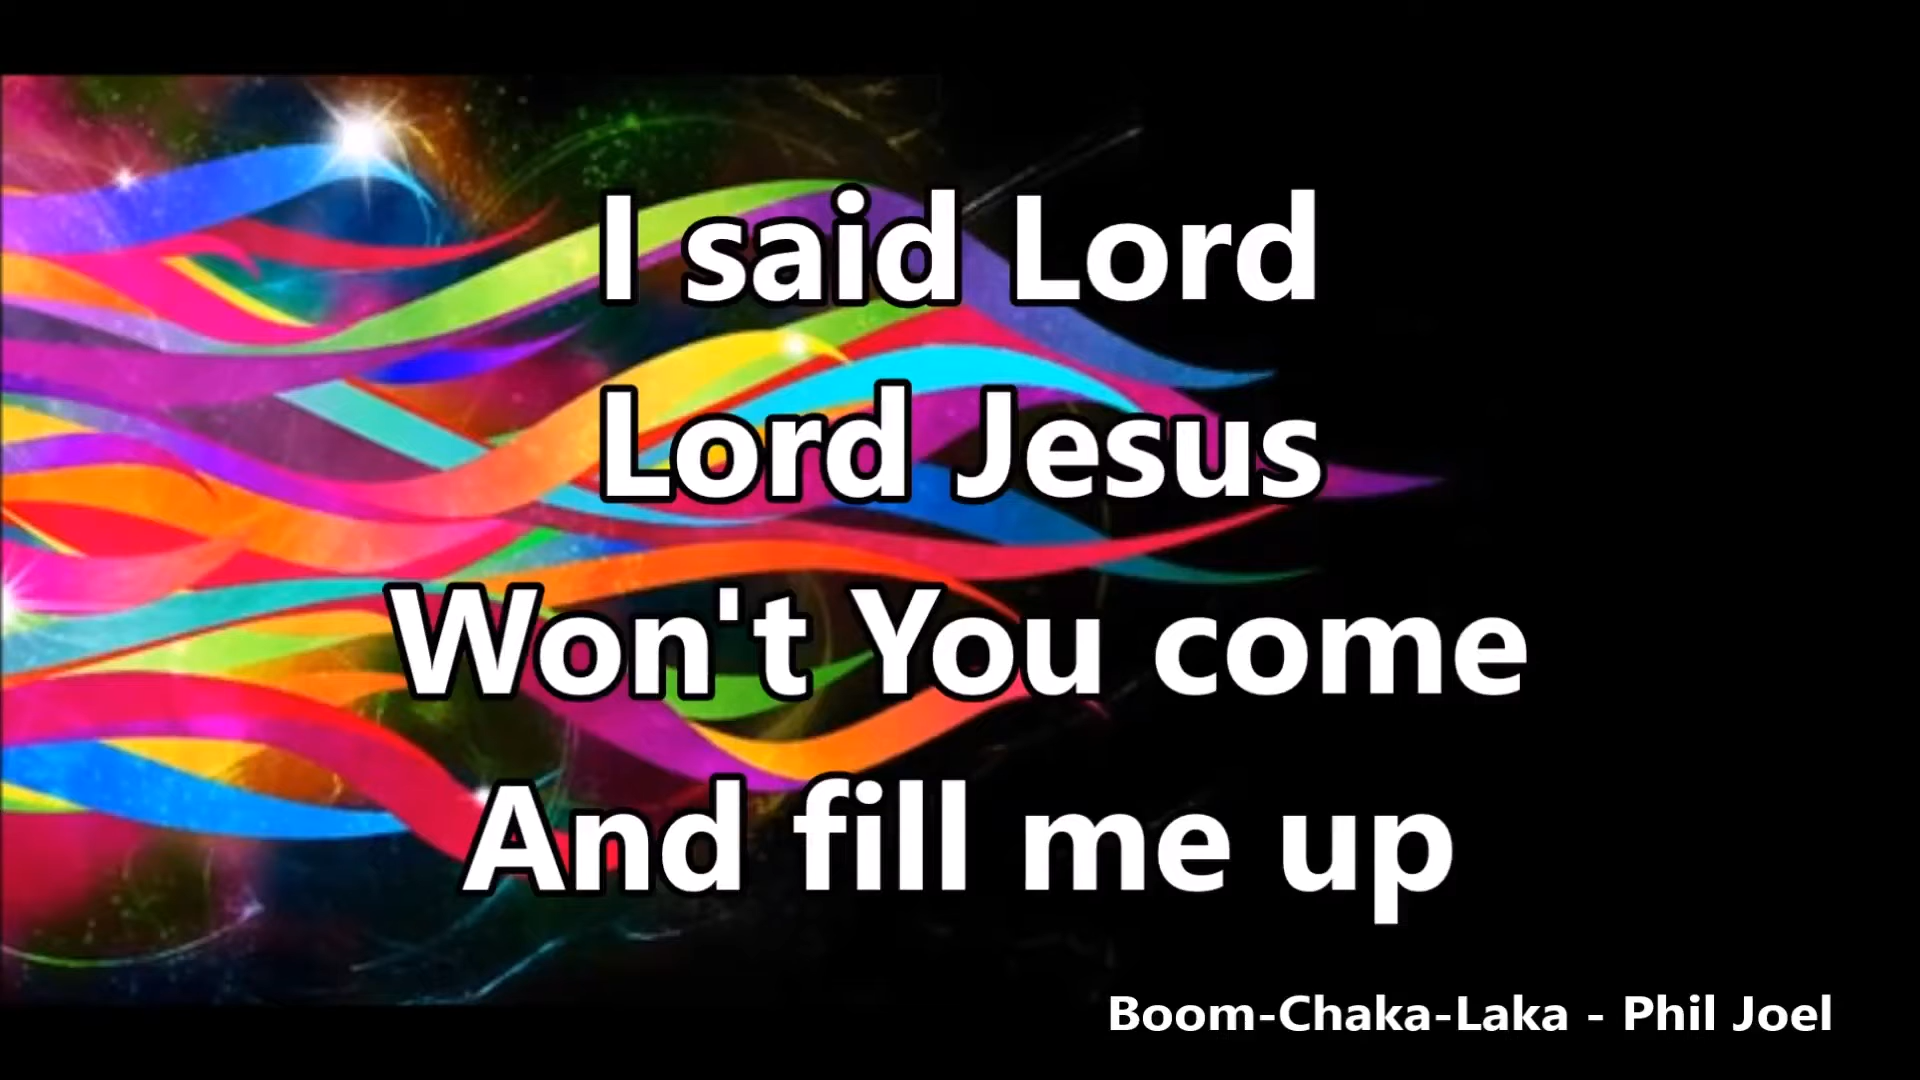 I said Lord
Lord Jesus
Won't You come
And fill me up
Boom-Chaka-Laka - Phil Joel